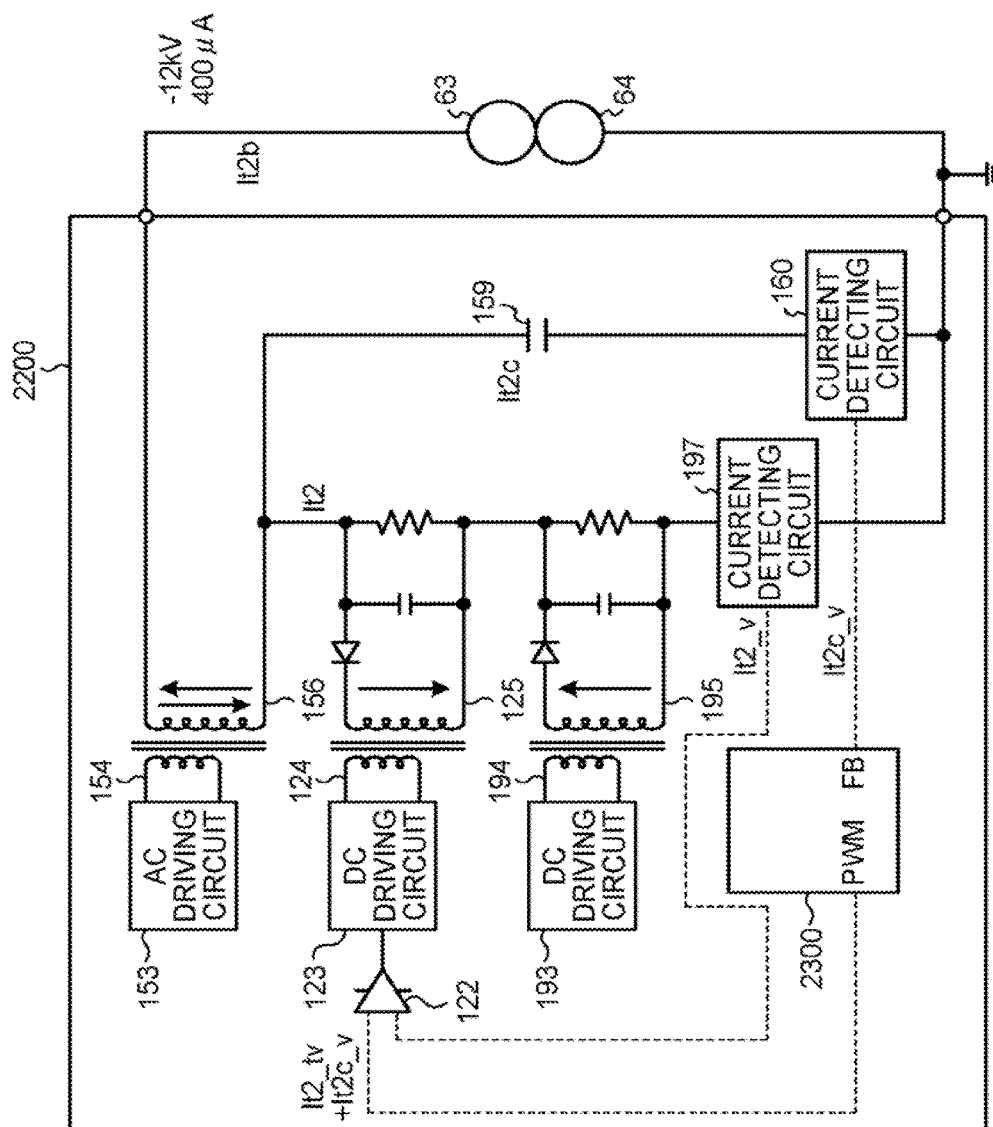 -12kV
400μA
2200
63
64
It2b
159
It2c
160
CURRENT
DETECTING
CIRCUIT
197
CURRENT
DETECTING
CIRCUIT
It2
It2_v
It2c_v
156
125
195
154
124
194
AC
DRIVING
CIRCUIT
DC
DRIVING
CIRCUIT
DC
DRIVING
CIRCUIT
153
123
193
122
PWM FB
2300
It2_tv
+It2c_v